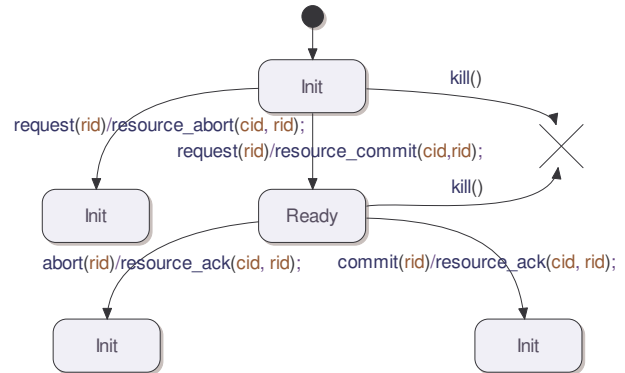 Init
kill()
request(rid)/resource_abort(cid, rid);
request(rid)/resource_commit(cid,rid);
kill()
Init
Ready
abort(rid)/resource_ack(cid, rid);
commit(rid)/resource_ack(cid, rid);
Init
Init